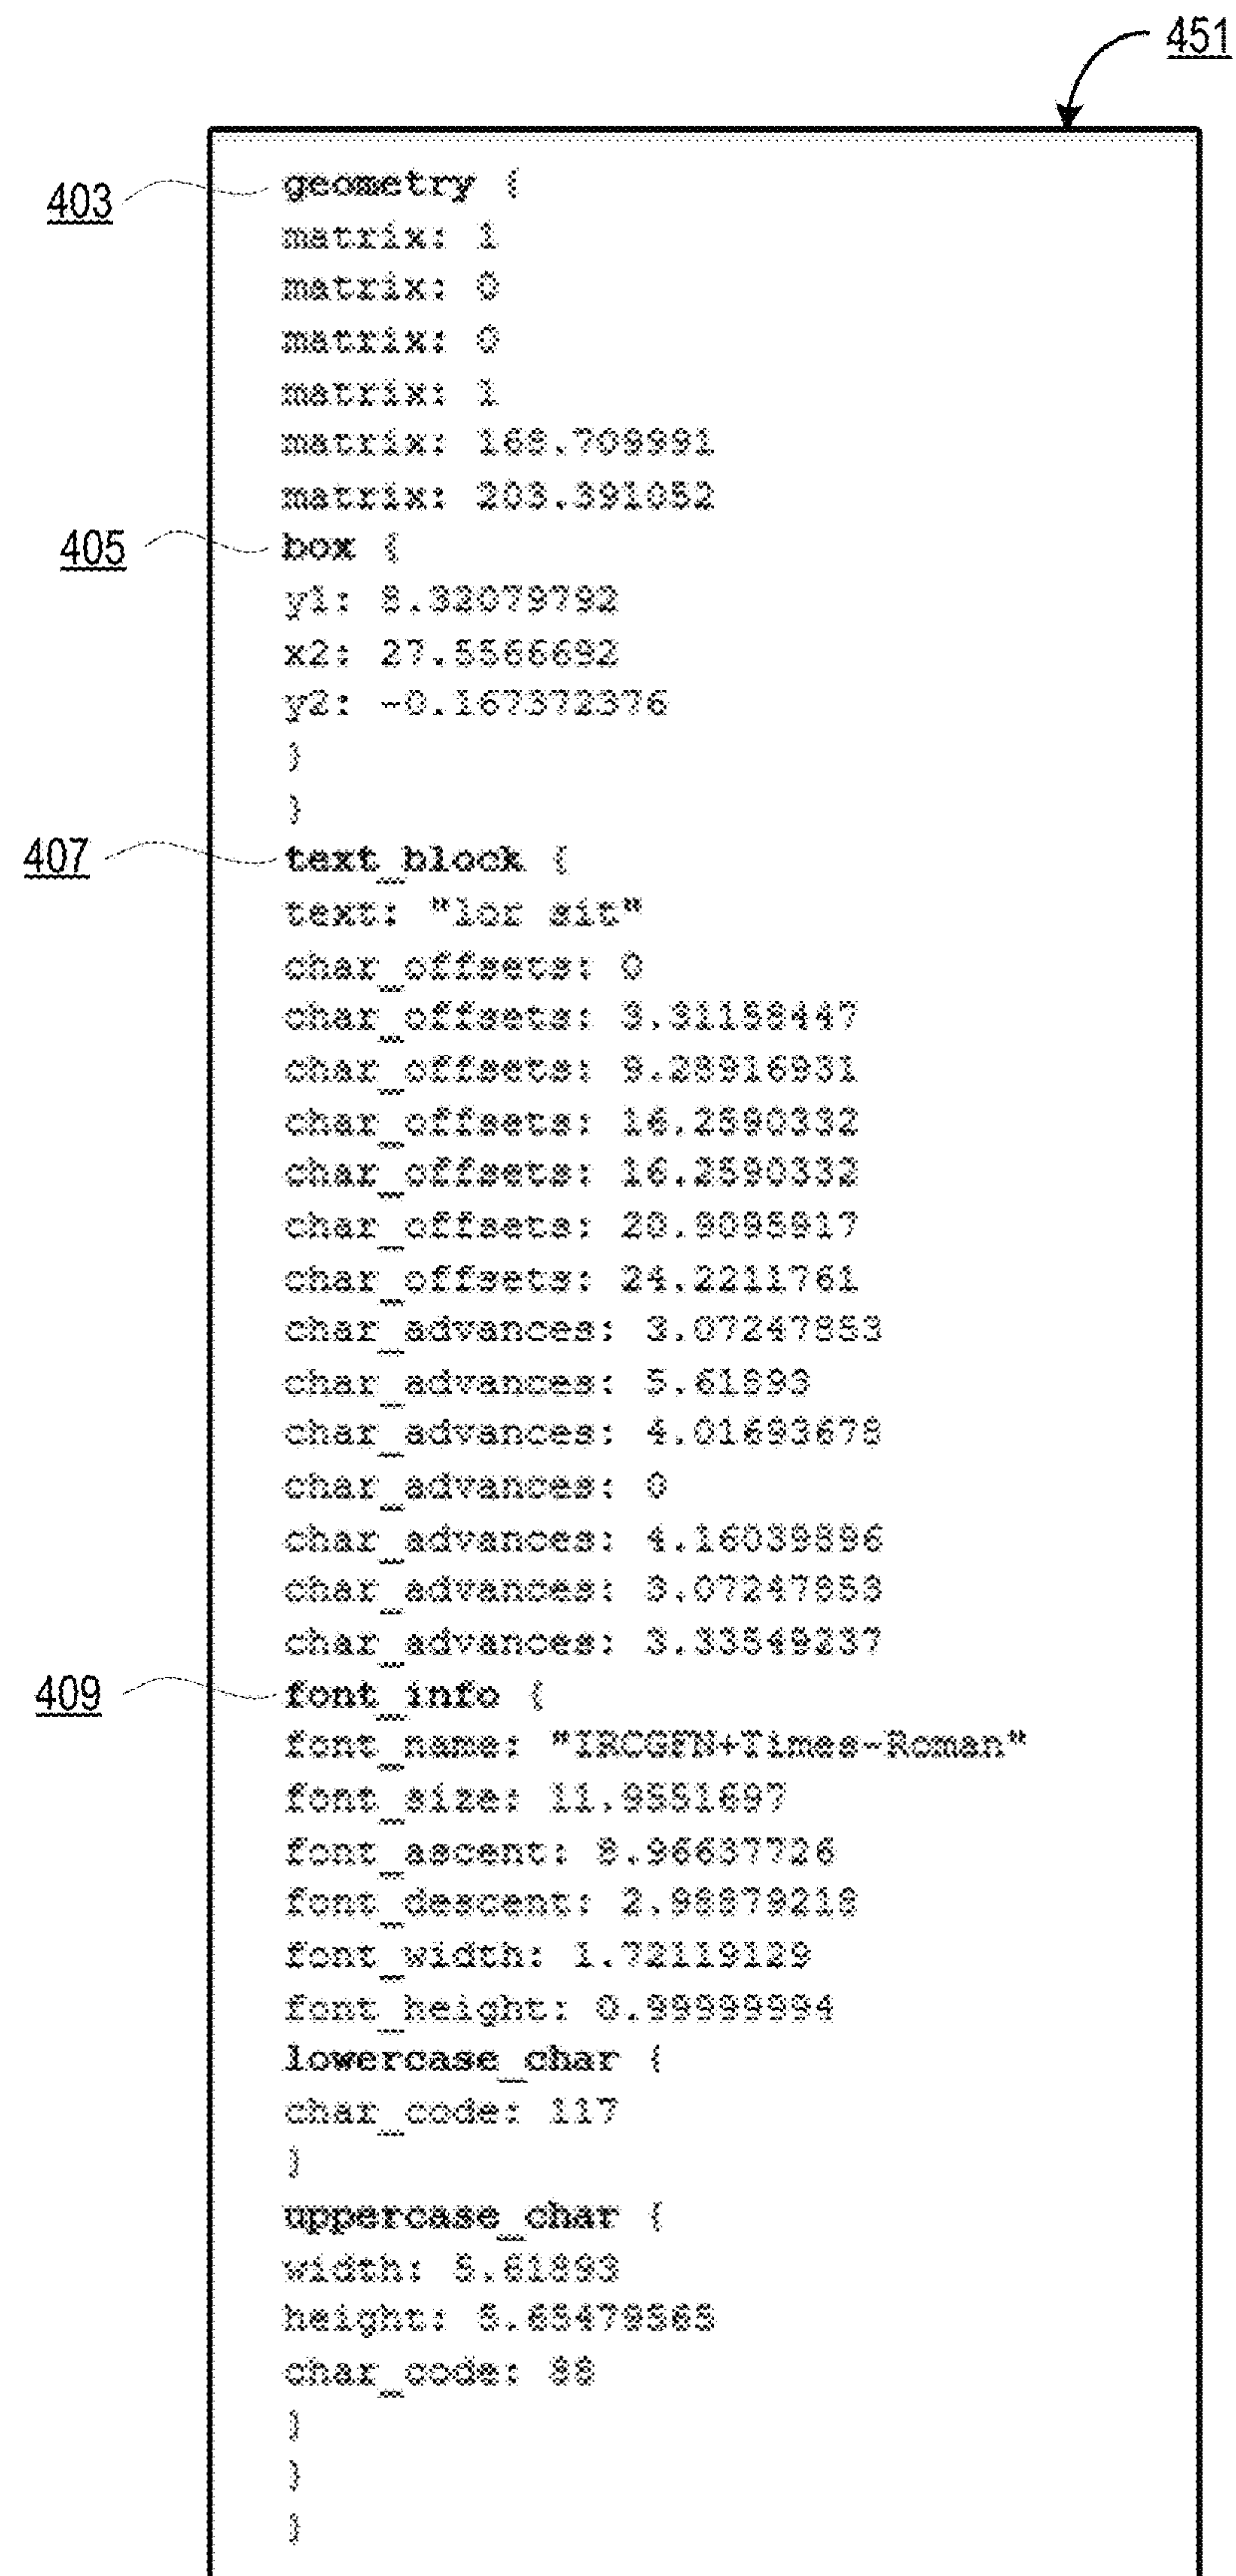 451
403
geometry {
matrix: 1
matrix: 0
matrix: 0
matrix: 1
matrix: 168.709991
matrix: 203.391052
405
box {
y1: 8.32079792
x2: 27.5566692
y2: -0.167372376
}
}
407
text_block {
text: "lor sit"
char_offsets: 0
char_offsets: 3.31158447
char_offsets: 9.28916931
char_offsets: 16.2590332
char_offsets: 16.2590332
char_offsets: 20.9095917
char_offsets: 24.2211761
char_advances: 3.07247853
char_advances: 5.61893
char_advances: 4.01693678
char_advances: 0
char_advances: 4.16039896
char_advances: 3.07247853
char_advances: 3.33549237
409
font_info {
font_name: "IRCGFN+Times-Roman"
font_size: 11.9551697
font_ascent: 8.96637726
font_descent: 2.98879218
font_width: 1.72119129
font_height: 0.99999994
lowercase_char {
char_code: 117
}
uppercase_char {
width: 5.61893
height: 5.65479565
char_code: 88
}
}
}